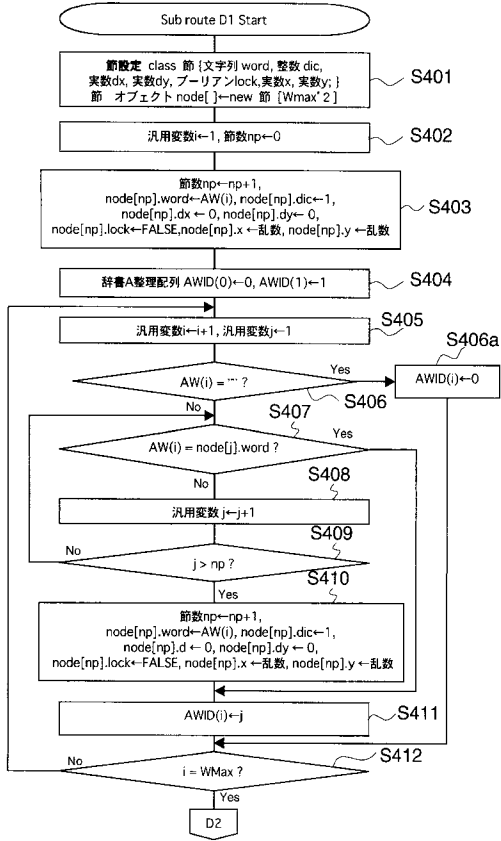 Sub route D1 Start
節設定 class 節 {文字列 word, 整数 dic,
実数dx, 実数dy, ブーリアンlock,実数x, 実数y; }
節 オブェクト node[ ]←new 節 [Wmax*2 ]
S401
汎用変数i←1, 節数np←0
S402
節数np←np+1,
node[np].word←AW(i), node[np].dic←1,
node[np].dx ← 0, node[np].dy← 0,
node[np].lock←FALSE,node[np].x ←乱数, node[np].y ←乱数
S403
辞書A整理配列 AWID(0)←0, AWID(1)←1
S404
汎用変数i←i+1, 汎用変数j←1
S405
AW(i) = "" ?
Yes
No
S406
S406a
AWID(i)←0
S407
AW(i) = node[j].word ?
Yes
No
S408
汎用変数 j←j+1
S409
j > np ?
No
Yes
S410
節数np←np+1,
node[np].word←AW(i), node[np].dic←1,
node[np].d ← 0, node[np].dy ← 0,
node[np].lock←FALSE, node[np].x ←乱数, node[np].y ←乱数
AWID(i)←j
S411
S412
i = WMax ?
No
Yes
D2